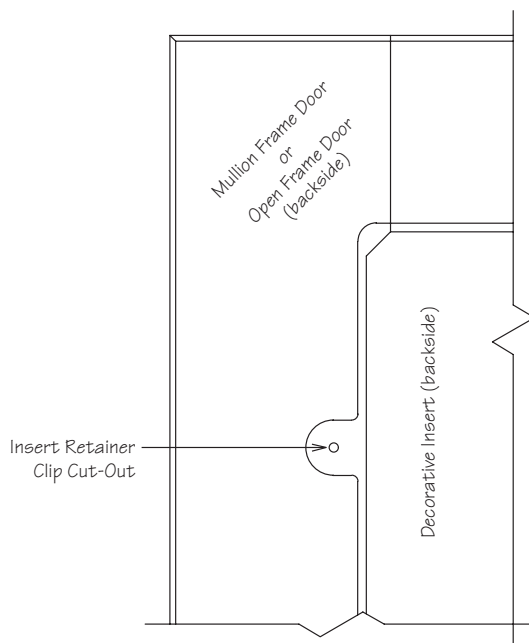 Mullion Frame Door
or
Open Frame Door
(backside)
Decorative Insert (backside)
Insert Retainer
Clip Cut-Out